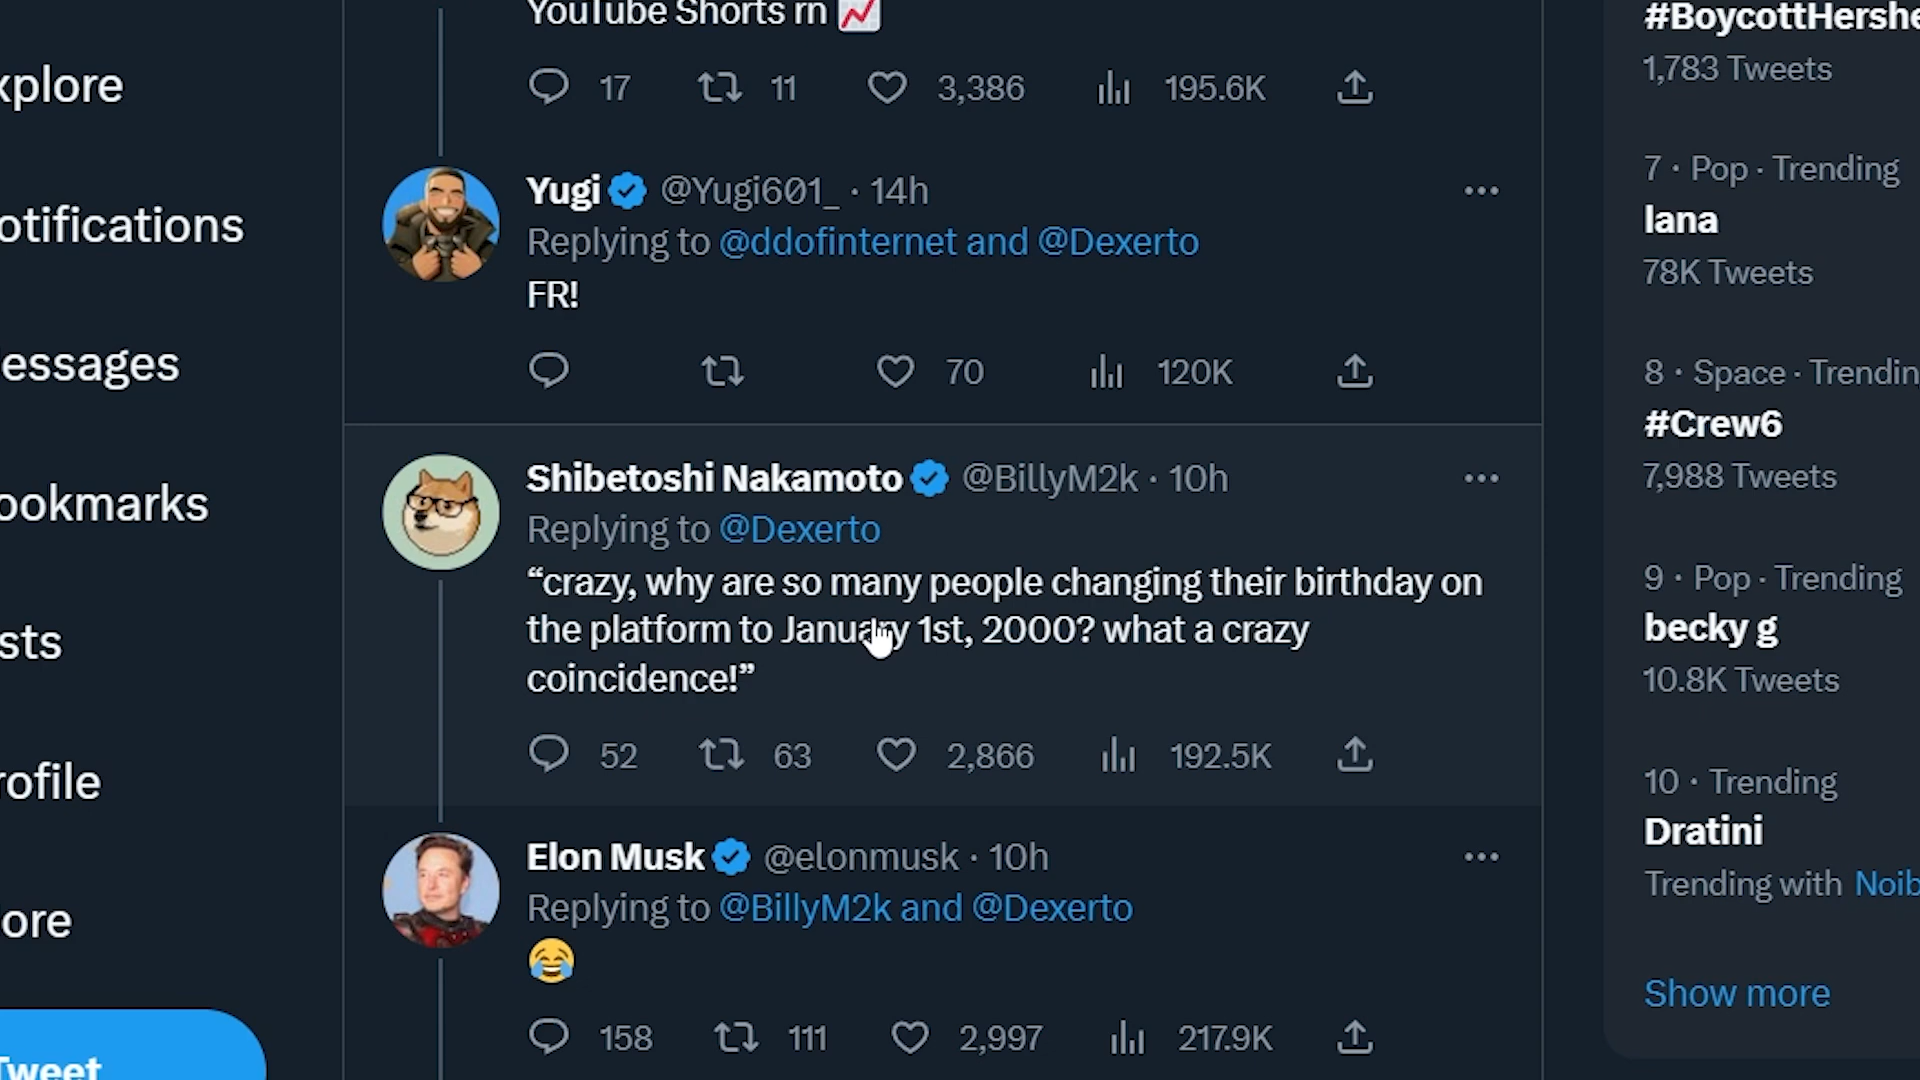 YouTube Shorts rn 📈
17 11 3,386 195.6K
Yugi @Yugi601_ · 14h
Replying to @ddofinternet and @Dexerto
FR!
70 120K
Shibetoshi Nakamoto @BillyM2k · 10h
Replying to @Dexerto
“crazy, why are so many people changing their birthday on
the platform to January 1st, 2000? what a crazy
coincidence!”
52 63 2,866 192.5K
Elon Musk @elonmusk · 10h
Replying to @BillyM2k and @Dexerto
😂
158 111 2,997 217.9K
xplore
otifications
essages
ookmarks
sts
rofile
ore
Tweet
#BoycottHershe
1,783 Tweets
7 · Pop · Trending
lana
78K Tweets
8 · Space · Trendin
#Crew6
7,988 Tweets
9 · Pop · Trending
becky g
10.8K Tweets
10 · Trending
Dratini
Trending with Noib
Show more